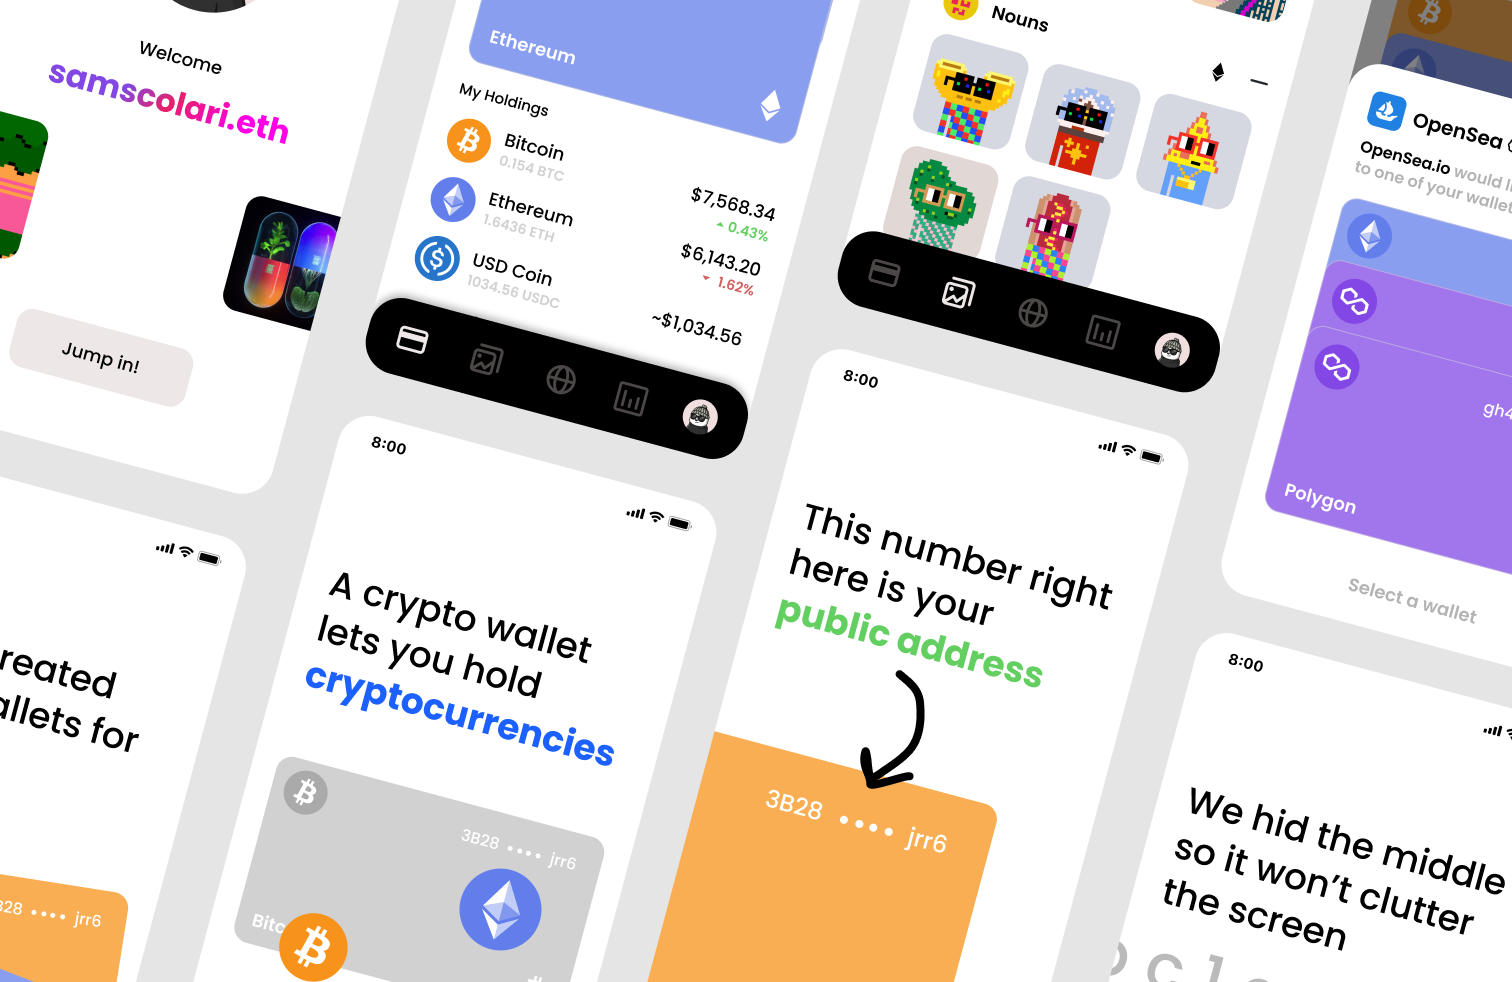 Welcome
samscolari.eth
Jump in!
Ethereum
My Holdings
Bitcoin
0.154 BTC
$7,568.34
0.43%
Ethereum
1.6436 ETH
$6,143.20
1.62%
USD Coin
1034.56 USDC
~$1,034.56
Nouns
OpenSea
OpenSea.io would
to one of your wallet
gh4
Polygon
Select a wallet
reated
allets for
B28 •••• jrr6
8:00
A crypto wallet
lets you hold
cryptocurrencies
3B28 •••• jrr6
Bitc
8:00
This number right
here is your
public address
3B28 •••• jrr6
8:00
We hid the middle
so it won’t clutter
the screen